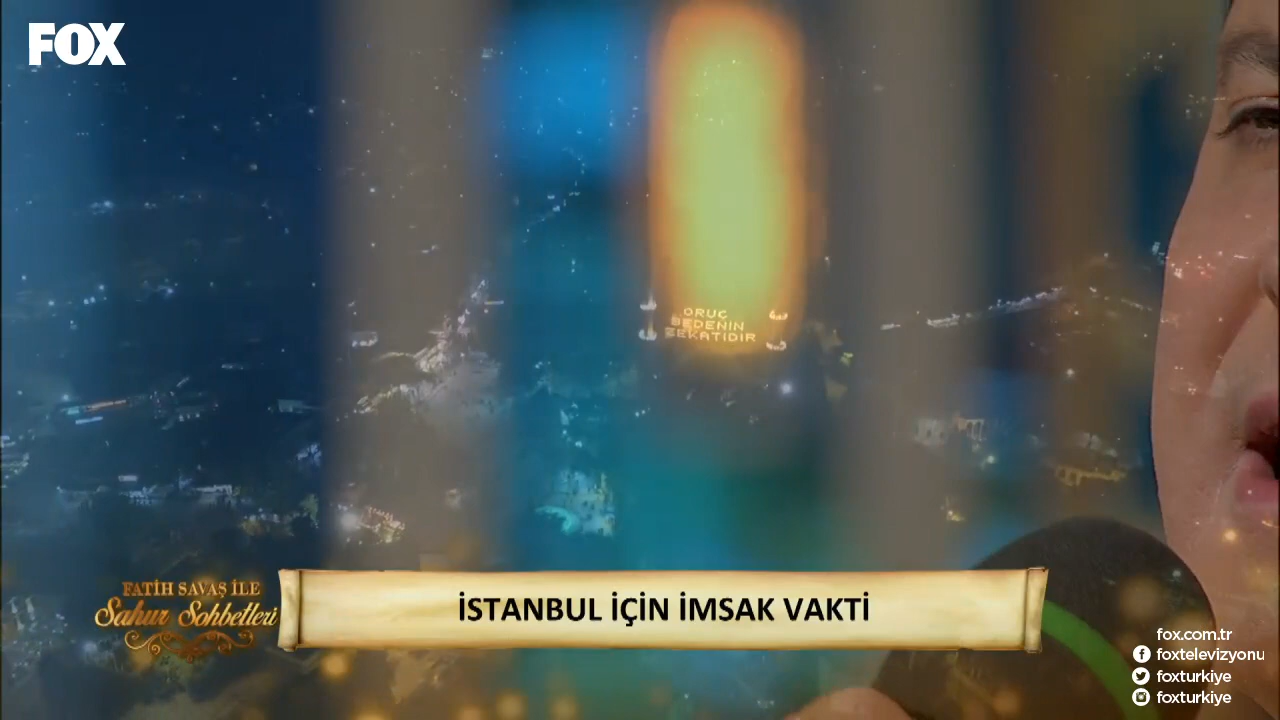 FOX
ORUÇ
BEDENİN
ZEKATIDIR
FATİH SAVAŞ İLE
Sahur Sohbetleri
İSTANBUL İÇİN İMSAK VAKTİ
fox.com.tr
foxtelevizyonu
foxturkiye
foxturkiye